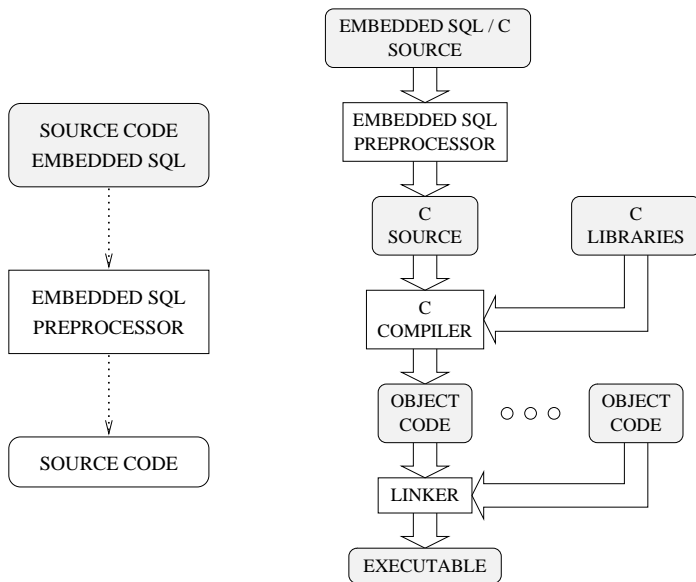 SOURCE CODE
EMBEDDED SQL
EMBEDDED SQL
PREPROCESSOR
SOURCE CODE
EMBEDDED SQL / C
SOURCE
EMBEDDED SQL
PREPROCESSOR
C
SOURCE
C
LIBRARIES
C
COMPILER
OBJECT
CODE
OBJECT
CODE
LINKER
EXECUTABLE